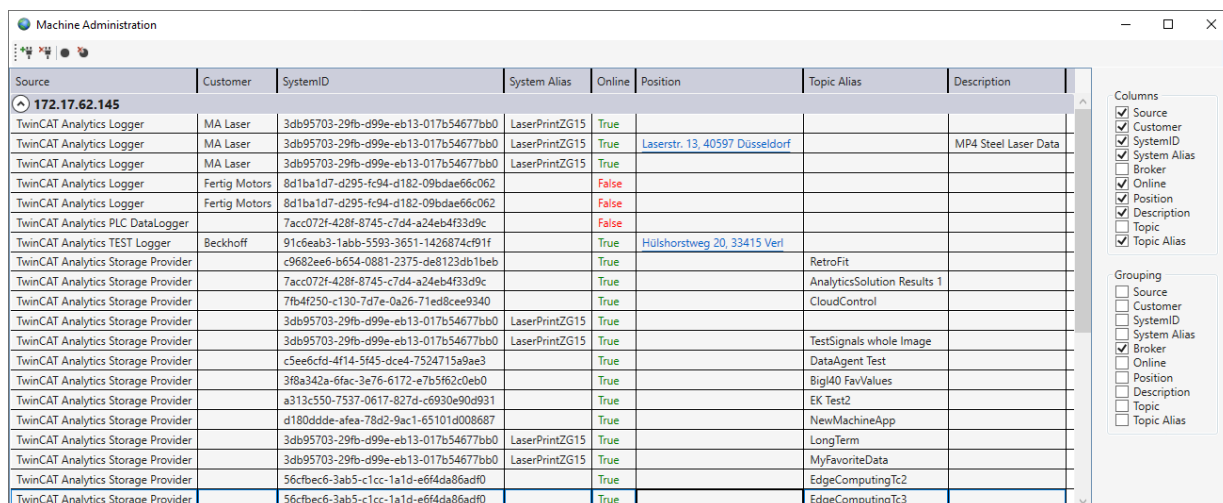 Machine Administration
Source Customer SystemID System Alias Online Position Topic Alias Description
172.17.62.145
TwinCAT Analytics Logger MA Laser 3db95703-29fb-d99e-eb13-017b54677bb0 LaserPrintZG15 True
TwinCAT Analytics Logger MA Laser 3db95703-29fb-d99e-eb13-017b54677bb0 LaserPrintZG15 True Laserstr. 13, 40597 Düsseldorf MP4 Steel Laser Data
TwinCAT Analytics Logger MA Laser 3db95703-29fb-d99e-eb13-017b54677bb0 LaserPrintZG15 True
TwinCAT Analytics Logger Fertig Motors 8d1ba1d7-d295-fc94-d182-09bdae66c062 False
TwinCAT Analytics Logger Fertig Motors 8d1ba1d7-d295-fc94-d182-09bdae66c062 False
TwinCAT Analytics PLC DataLogger 7acc072f-428f-8745-c7d4-a24eb4f33d9c False
TwinCAT Analytics TEST Logger Beckhoff 91c6eab3-1abb-5593-3651-1426874cf91f True Hülshorstweg 20, 33415 Verl
TwinCAT Analytics Storage Provider c9682ee6-b654-0881-2375-de8123db1beb True RetroFit
TwinCAT Analytics Storage Provider 7acc072f-428f-8745-c7d4-a24eb4f33d9c True AnalyticsSolution Results 1
TwinCAT Analytics Storage Provider 7fb4f250-c130-7d7e-0a26-71ed8cee9340 True CloudControl
TwinCAT Analytics Storage Provider 3db95703-29fb-d99e-eb13-017b54677bb0 LaserPrintZG15 True
TwinCAT Analytics Storage Provider 3db95703-29fb-d99e-eb13-017b54677bb0 LaserPrintZG15 True TestSignals whole Image
TwinCAT Analytics Storage Provider c5ee6cfd-4f14-5f45-dce4-7524715a9ae3 True DataAgent Test
TwinCAT Analytics Storage Provider 3f8a342a-6fac-3e76-6172-e7b5f62c0eb0 True BigI40 FavValues
TwinCAT Analytics Storage Provider a313c550-7537-0617-827d-c6930e90d931 True EK Test2
TwinCAT Analytics Storage Provider d180ddde-afea-78d2-9ac1-65101d008687 True NewMachineApp
TwinCAT Analytics Storage Provider 3db95703-29fb-d99e-eb13-017b54677bb0 LaserPrintZG15 True LongTerm
TwinCAT Analytics Storage Provider 3db95703-29fb-d99e-eb13-017b54677bb0 LaserPrintZG15 True MyFavoriteData
TwinCAT Analytics Storage Provider 56cfbec6-3ab5-c1cc-1a1d-e6f4da86adf0 True EdgeComputingTc2
TwinCAT Analytics Storage Provider 56cfbec6-3ab5-c1cc-1a1d-e6f4da86adf0 True EdgeComputingTc3
Columns
Source
Customer
SystemID
System Alias
Broker
Online
Position
Description
Topic
Topic Alias
Grouping
Source
Customer
SystemID
System Alias
Broker
Online
Position
Description
Topic
Topic Alias